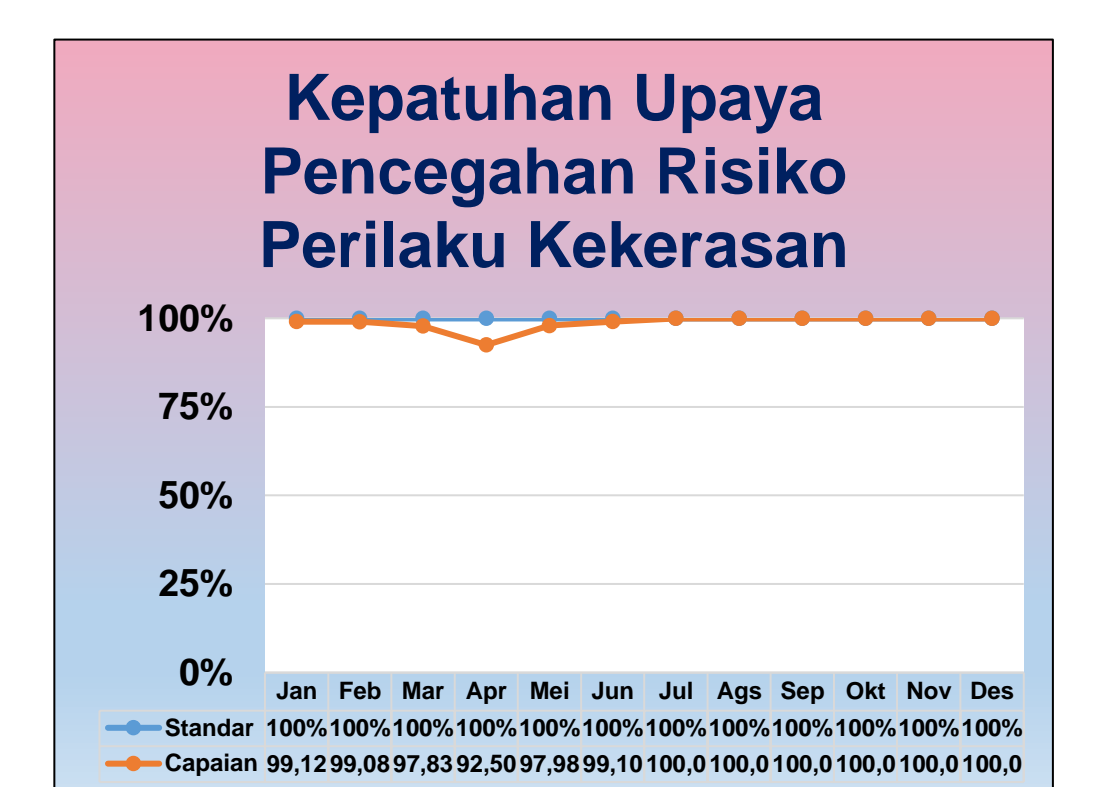 Kepatuhan Upaya
Pencegahan Risiko
Perilaku Kekerasan
100%
75%
50%
25%
0%
Jan Feb Mar Apr Mei Jun Jul Ags Sep Okt Nov Des
Standar 100% 100% 100% 100% 100% 100% 100% 100% 100% 100% 100% 100%
Capaian 99,12 99,08 97,83 92,50 97,98 99,10 100,0 100,0 100,0 100,0 100,0 100,0